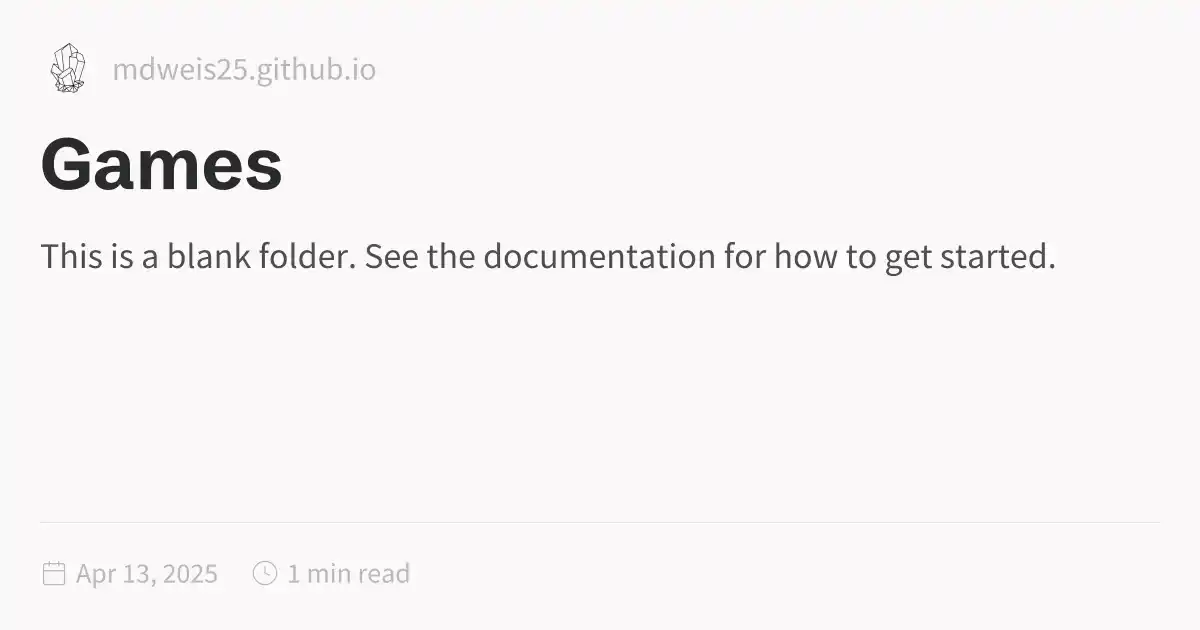 mdweis25.github.io
Games
This is a blank folder. See the documentation for how to get started.
Apr 13, 2025 1 min read